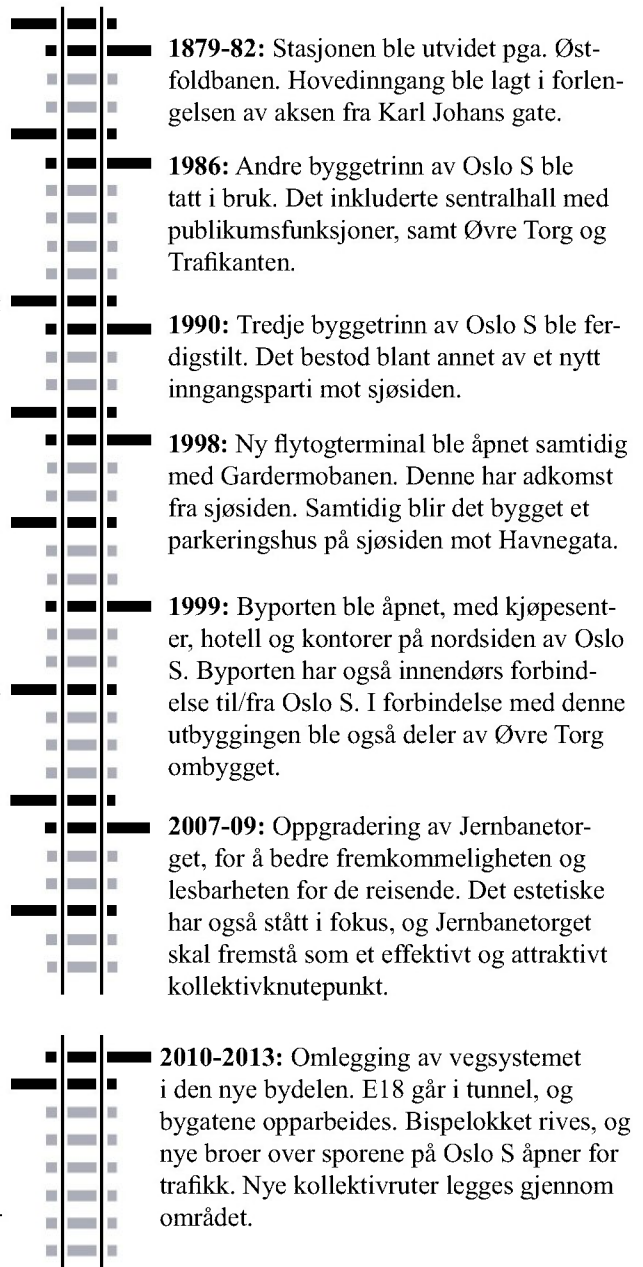 1879-82: Stasjonen ble utvidet pga. Øst-
foldbanen. Hovedinngang ble lagt i forlen-
gelsen av aksen fra Karl Johans gate.
1986: Andre byggetrinn av Oslo S ble
tatt i bruk. Det inkluderte sentralhall med
publikumsfunksjoner, samt Øvre Torg og
Trafikanten.
1990: Tredje byggetrinn av Oslo S ble fer-
digstilt. Det bestod blant annet av et nytt
inngangsparti mot sjøsiden.
1998: Ny flytogterminal ble åpnet samtidig
med Gardermobanen. Denne har adkomst
fra sjøsiden. Samtidig blir det bygget et
parkeringshus på sjøsiden mot Havnegata.
1999: Byporten ble åpnet, med kjøpesent-
er, hotell og kontorer på nordsiden av Oslo
S. Byporten har også innendørs forbind-
else til/fra Oslo S. I forbindelse med denne
utbyggingen ble også deler av Øvre Torg
ombygget.
2007-09: Oppgradering av Jernbanetor-
get, for å bedre fremkommeligheten og
lesbarheten for de reisende. Det estetiske
har også stått i fokus, og Jernbanetorget
skal fremstå som et effektivt og attraktivt
kollektivknutepunkt.
2010-2013: Omlegging av vegsystemet
i den nye bydelen. E18 går i tunnel, og
bygatene opparbeides. Bispelokket rives, og
nye broer over sporene på Oslo S åpner for
trafikk. Nye kollektivruter legges gjennom
området.